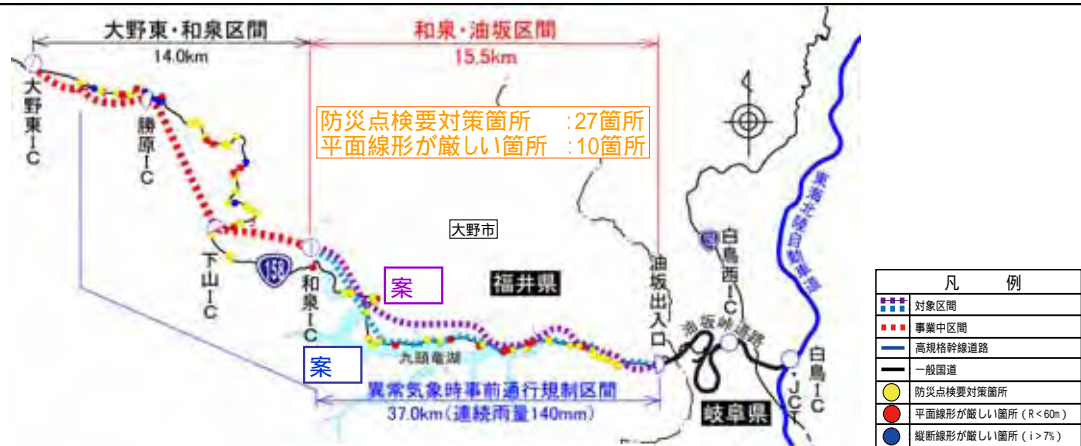 大野東・和泉区間
14.0km
和泉・油坂区間
15.5km
防災点検要対策箇所 :27箇所
平面線形が厳しい箇所 :10箇所
大野東IC
勝原IC
下山IC
158
和泉IC
案
案
大野市
福井県
九頭竜湖
異常気象時事前通行規制区間
37.0km(連続雨量140mm)
油坂出入口
油坂峠道路
白鳥西IC
岐阜県
東海北陸自動車道
白鳥IC
・JCT
凡 例
対象区間
事業中区間
高規格幹線道路
一般国道
防災点検要対策箇所
平面線形が厳しい箇所(R<60m)
縦断線形が厳しい箇所(i>7%)